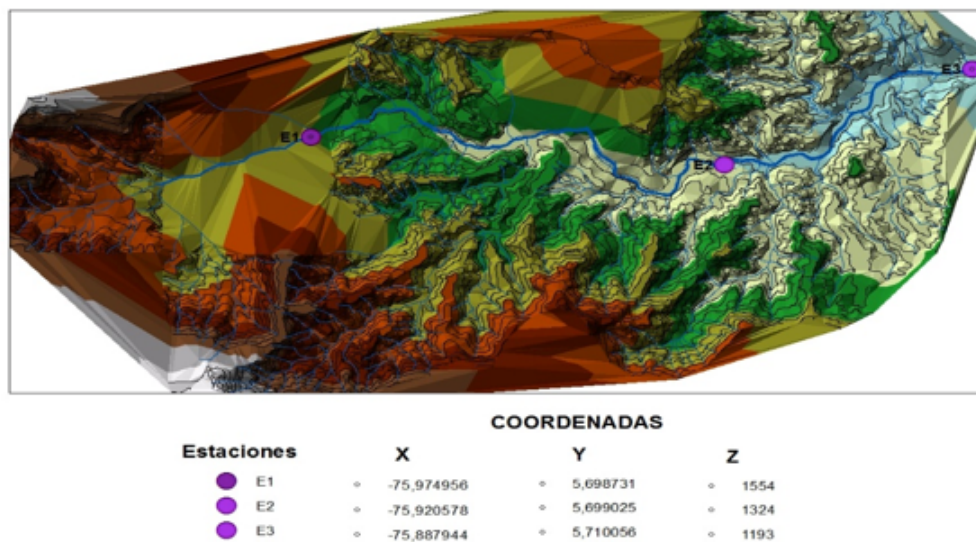 E1
E2
E3
COORDENADAS
Estaciones X Y Z
E1 -75,974956 5,698731 1554
E2 -75,920578 5,699025 1324
E3 -75,887944 5,710056 1193